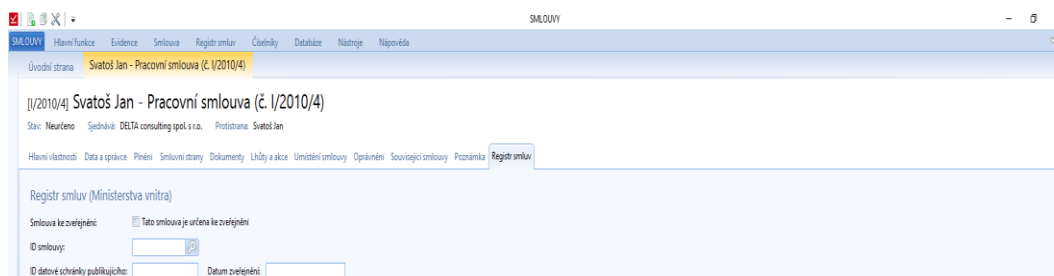 SMLOUVY
SMLOUVY Hlavní funkce Evidence Smlouva Registr smluv Číselníky Databáze Nástroje Nápověda
Úvodní strana Svatoš Jan - Pracovní smlouva (č. I/2010/4)
[I/2010/4] Svatoš Jan - Pracovní smlouva (č. I/2010/4)
Stav: Neurčeno Sjednává: DELTA consulting spol. s r.o. Protistrana: Svatoš Jan
Hlavní vlastnosti Data a správce Plnění Smluvní strany Dokumenty Lhůty a akce Umístění smlouvy Oprávnění Související smlouvy Poznámka Registr smluv
Registr smluv (Ministerstva vnitra)
Smlouva ke zveřejnění: Tato smlouva je určena ke zveřejnění
ID smlouvy:
ID datové schránky publikujícího: Datum zveřejnění: